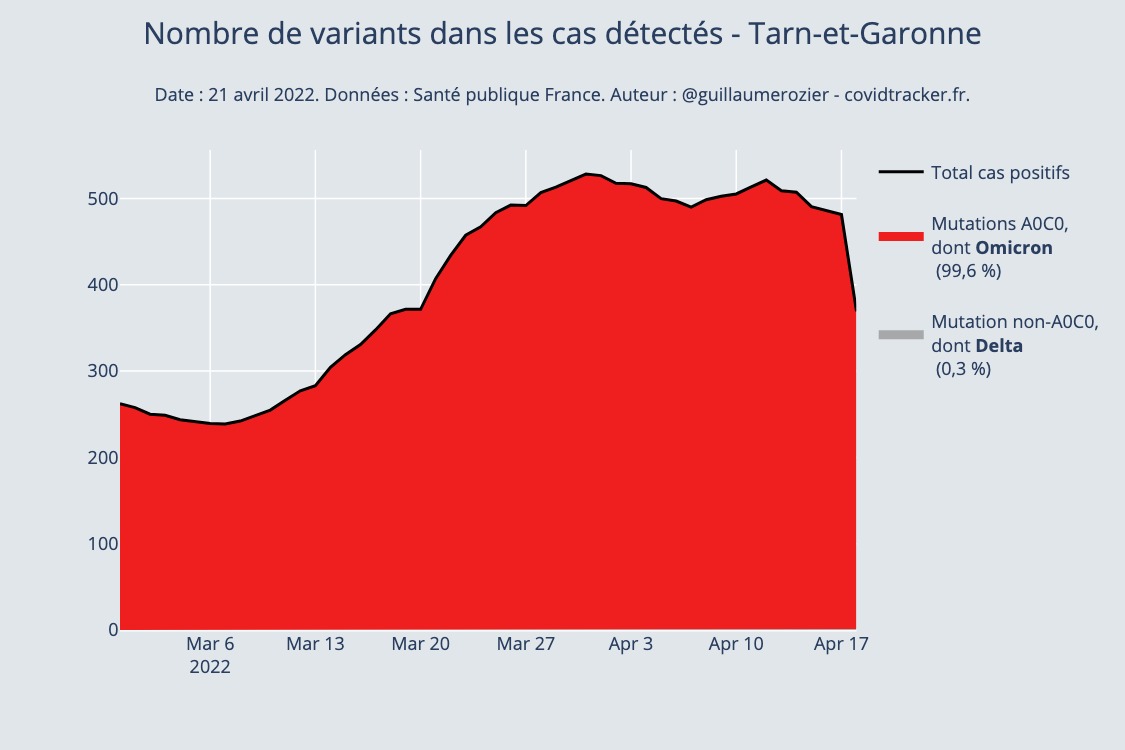 Nombre de variants dans les cas détectés - Tarn-et-Garonne
Date : 21 avril 2022. Données : Santé publique France. Auteur : @guillaumerozier - covidtracker.fr.
Total cas positifs
Mutations A0C0,
dont Omicron
(99,6 %)
Mutation non-A0C0,
dont Delta
(0,3 %)
500
400
300
200
100
0
Mar 6
2022
Mar 13
Mar 20
Mar 27
Apr 3
Apr 10
Apr 17